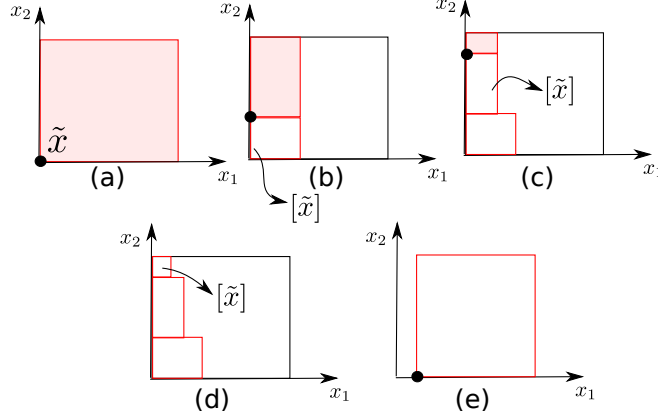 x₂
x̃
x₁
(a)
x₂
[x̃]
x₁
(b)
x₂
[x̃]
x₁
(c)
x₂
[x̃]
x₁
(d)
x₂
x₁
(e)